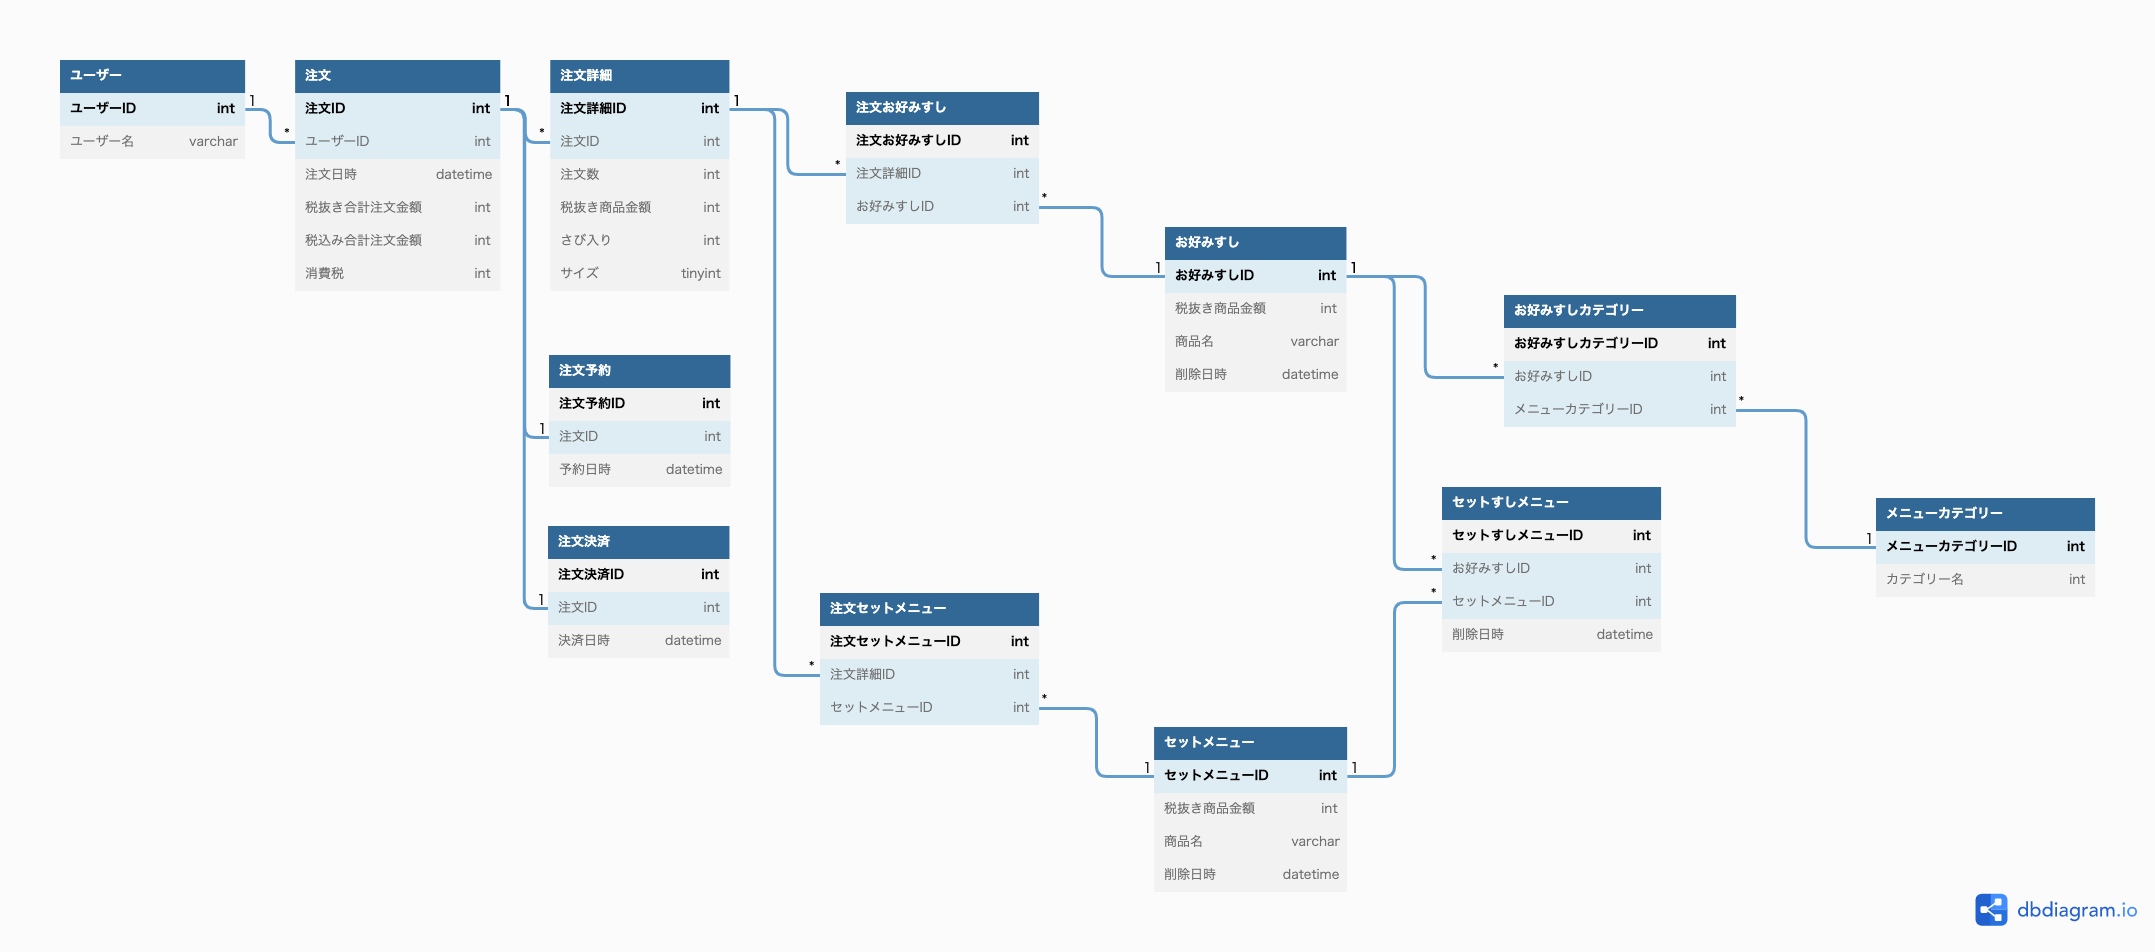 ユーザー
ユーザーID int
ユーザー名 varchar
1
*
注文
注文ID int
ユーザーID int
注文日時 datetime
税抜き合計注文金額 int
税込み合計注文金額 int
消費税 int
1
*
1
1
注文詳細
注文詳細ID int
注文ID int
注文数 int
税抜き商品金額 int
さび入り int
サイズ tinyint
1
*
*
注文予約
注文予約ID int
注文ID int
予約日時 datetime
注文決済
注文決済ID int
注文ID int
決済日時 datetime
注文お好みすし
注文お好みすしID int
注文詳細ID int
お好みすしID int
*
1
注文セットメニュー
注文セットメニューID int
注文詳細ID int
セットメニューID int
*
1
お好みすし
お好みすしID int
税抜き商品金額 int
商品名 varchar
削除日時 datetime
1
*
*
セットメニュー
セットメニューID int
税抜き商品金額 int
商品名 varchar
削除日時 datetime
1
*
お好みすしカテゴリー
お好みすしカテゴリーID int
お好みすしID int
メニューカテゴリーID int
*
1
セットすしメニュー
セットすしメニューID int
お好みすしID int
セットメニューID int
削除日時 datetime
メニューカテゴリー
メニューカテゴリーID int
カテゴリー名 int
dbdiagram.io